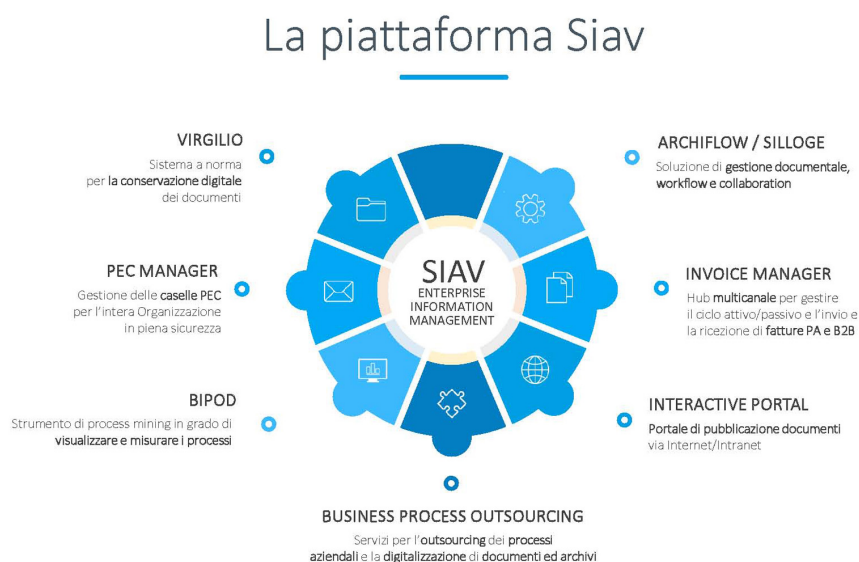 La piattaforma Siav
VIRGILIO
Sistema a norma
per la conservazione digitale
dei documenti
ARCHIFLOW / SILLOGE
Soluzione di gestione documentale,
workflow e collaboration
PEC MANAGER
Gestione delle caselle PEC
per l'intera Organizzazione
in piena sicurezza
SIAV
ENTERPRISE
INFORMATION
MANAGEMENT
INVOICE MANAGER
Hub multicanale per gestire
il ciclo attivo/passivo e l'invio e
la ricezione di fatture PA e B2B
BIPOD
Strumento di process mining in grado di
visualizzare e misurare i processi
INTERACTIVE PORTAL
Portale di pubblicazione documenti
via Internet/Intranet
BUSINESS PROCESS OUTSOURCING
Servizi per l'outsourcing dei processi
aziendali e la digitalizzazione di documenti ed archivi